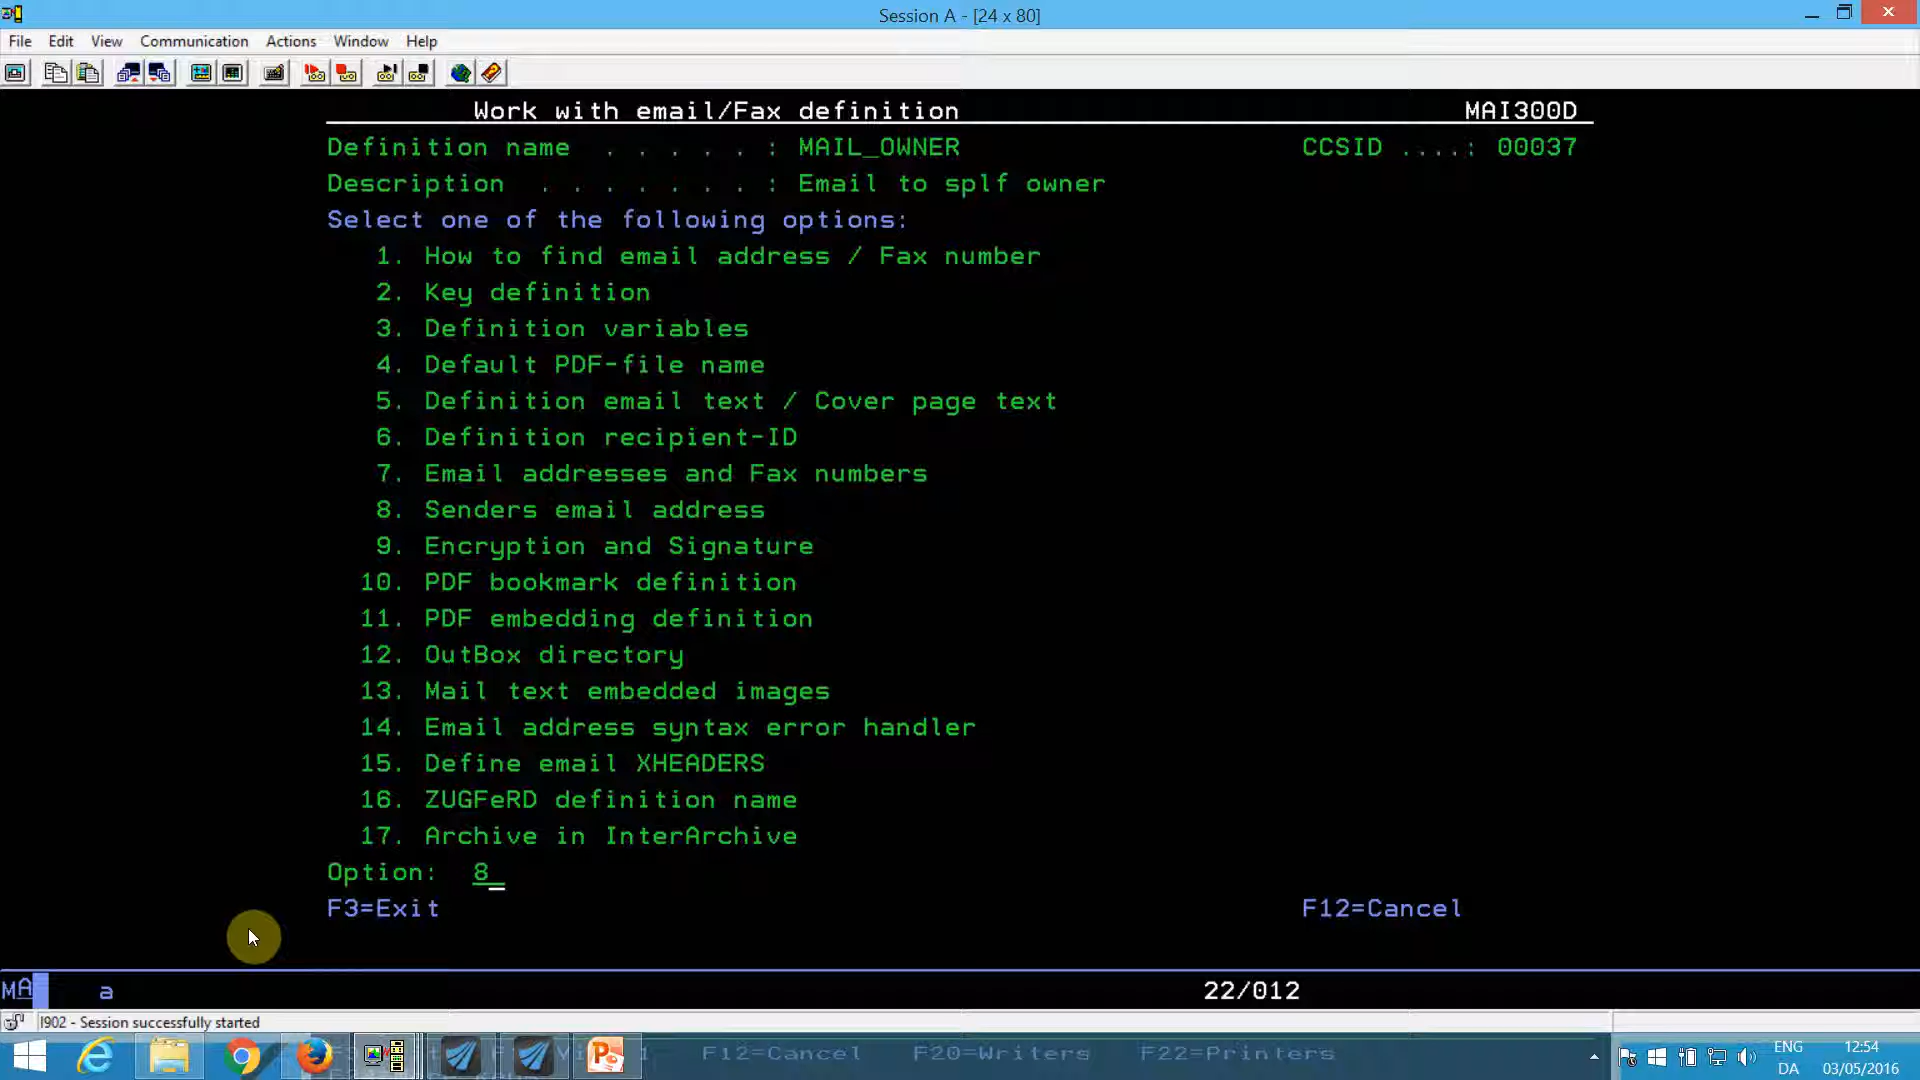 Session A - [24 x 80]
File Edit View Communication Actions Window Help
Work with email/Fax definition MAI300D
Definition name . . . . . : MAIL_OWNER CCSID ....: 00037
Description . . . . . . . : Email to splf owner
Select one of the following options:
1. How to find email address / Fax number
2. Key definition
3. Definition variables
4. Default PDF-file name
5. Definition email text / Cover page text
6. Definition recipient-ID
7. Email addresses and Fax numbers
8. Senders email address
9. Encryption and Signature
10. PDF bookmark definition
11. PDF embedding definition
12. OutBox directory
13. Mail text embedded images
14. Email address syntax error handler
15. Define email XHEADERS
16. ZUGFeRD definition name
17. Archive in InterArchive
Option: 8
F3=Exit F12=Cancel
MA a 22/012
I902 - Session successfully started
F12=Cancel F20=Writers F22=Printers
ENG 12:54
DA 03/05/2016